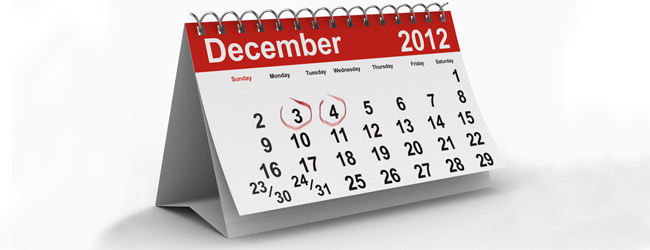 December 2012
Sunday Monday Tuesday Wednesday Thursday Friday Saturday
1
2 3 4 5 6 7 8
9 10 11 12 13 14 15
16 17 18 19 20 21 22
23/30 24/31 25 26 27 28 29